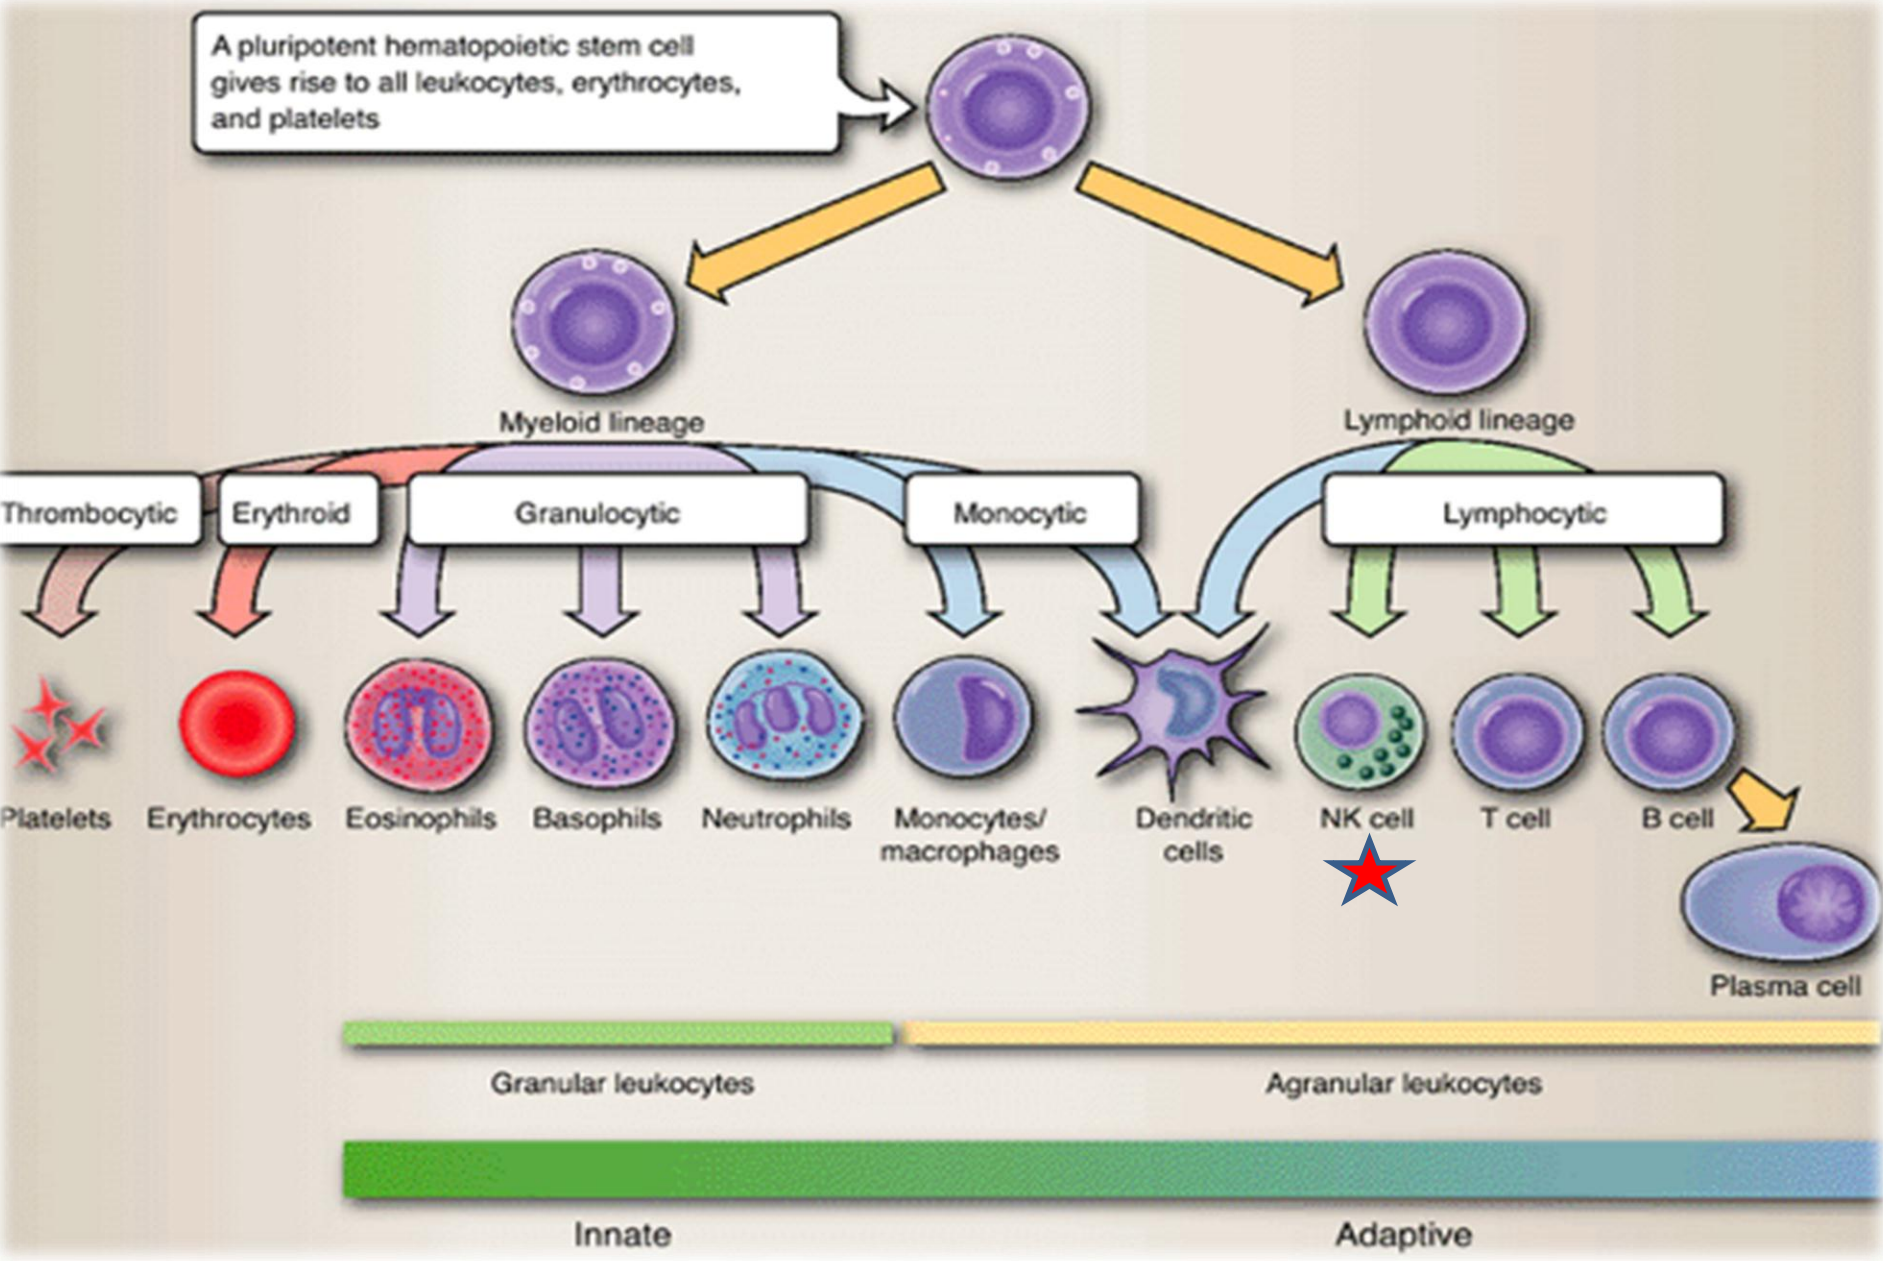 A pluripotent hematopoietic stem cell
gives rise to all leukocytes, erythrocytes,
and platelets
Myeloid lineage
Lymphoid lineage
Thrombocytic
Erythroid
Granulocytic
Monocytic
Lymphocytic
Platelets
Erythrocytes
Eosinophils
Basophils
Neutrophils
Monocytes/
macrophages
Dendritic
cells
NK cell
T cell
B cell
Plasma cell
Granular leukocytes
Agranular leukocytes
Innate
Adaptive